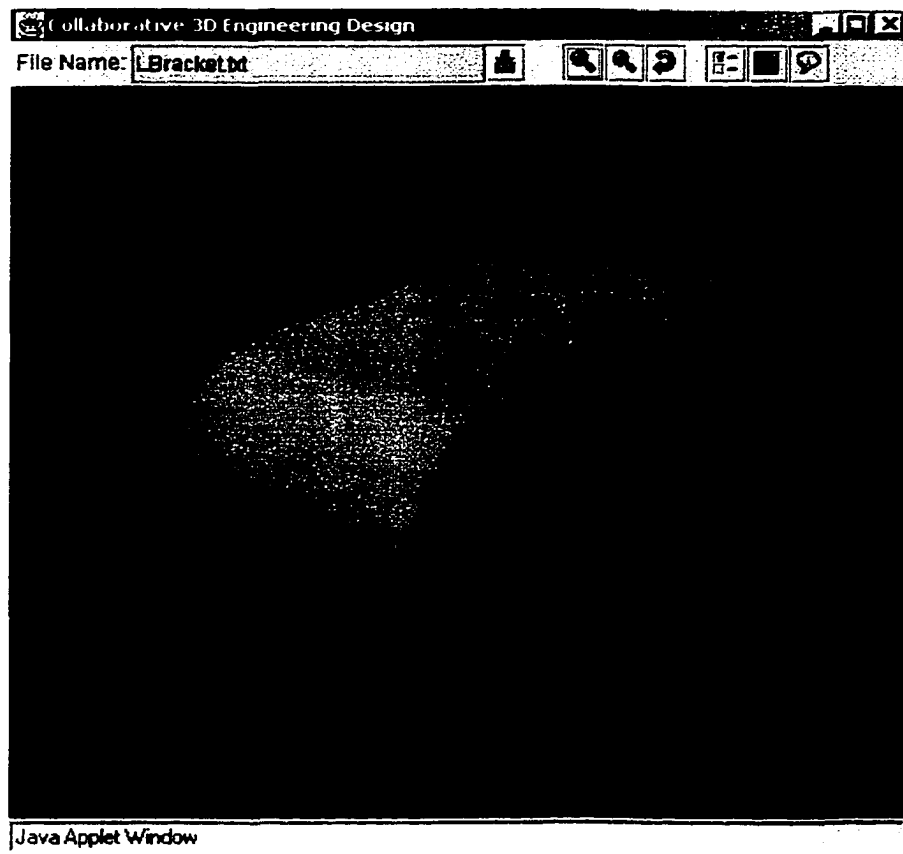 Collaborative 3D Engineering Design
File Name: LBracket.txt
Java Applet Window